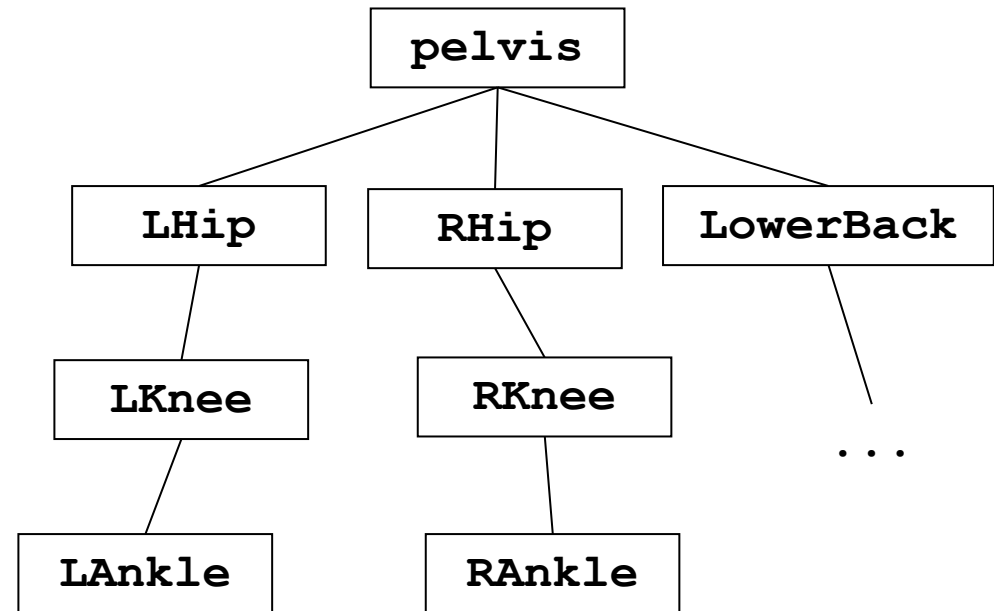 pelvis
LHip
RHip
LowerBack
LKnee
RKnee
...
LAnkle
RAnkle